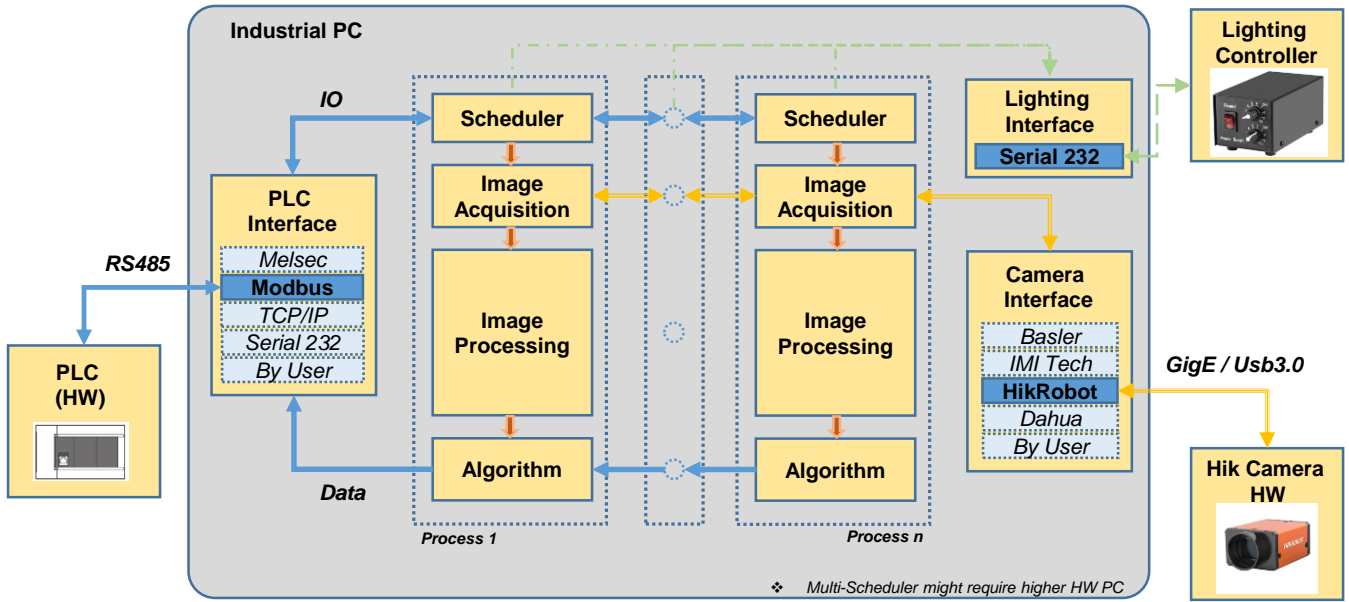 Industrial PC
Lighting
Controller
IO
Scheduler
Scheduler
Lighting
Interface
Serial 232
Image
Acquisition
Image
Acquisition
PLC
Interface
Melsec
Modbus
TCP/IP
Serial 232
By User
RS485
PLC
(HW)
Image
Processing
Image
Processing
Camera
Interface
Basler
IMI Tech
HikRobot
Dahua
By User
GigE / Usb3.0
Algorithm
Algorithm
Data
Hik Camera
HW
HIKROBOT
Process 1
Process n
❖ Multi-Scheduler might require higher HW PC